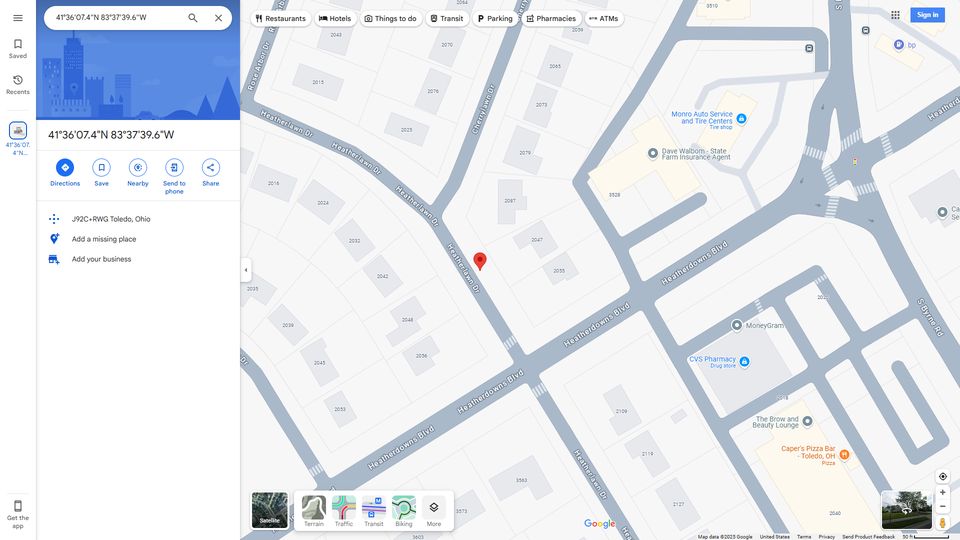 41°36'07.4"N 83°37'39.6"W
Restaurants
Hotels
Things to do
Transit
Parking
Pharmacies
ATMs
Sign in
Saved
Recents
41°36'07.
4"N...
Get the
app
41°36'07.4"N 83°37'39.6"W
Directions
Save
Nearby
Send to
phone
Share
J92C+RWG Toledo, Ohio
Add a missing place
Add your business
Rose Arbor Dr
Heatherlawn Dr
Heatherlawn Dr
Heatherlawn Dr
Heatherlawn Dr
Heatherlawn Dr
Cherrylawn Dr
Heatherdowns Blvd
Heatherdowns Blvd
Heatherdowns Blvd
Heatherdowns Blvd
S Byrne Rd
Dr
2043
2070
2059
2015
2065
2073
2025
2079
2016
2024
2087
2032
2047
2055
2042
2035
2048
2039
2056
2045
2053
3528
2109
2119
2127
3563
3603
2018
2040
bp
Monro Auto Service
and Tire Centers
Tire shop
Dave Walborn - State
Farm Insurance Agent
MoneyGram
CVS Pharmacy
Drug store
The Brow and
Beauty Lounge
Caper's Pizza Bar
- Toledo, OH
Pizza
Satellite
Terrain
Traffic
Transit
Biking
More
Google
Map data ©2025 Google
United States
Terms
Privacy
Send Product Feedback
50 ft